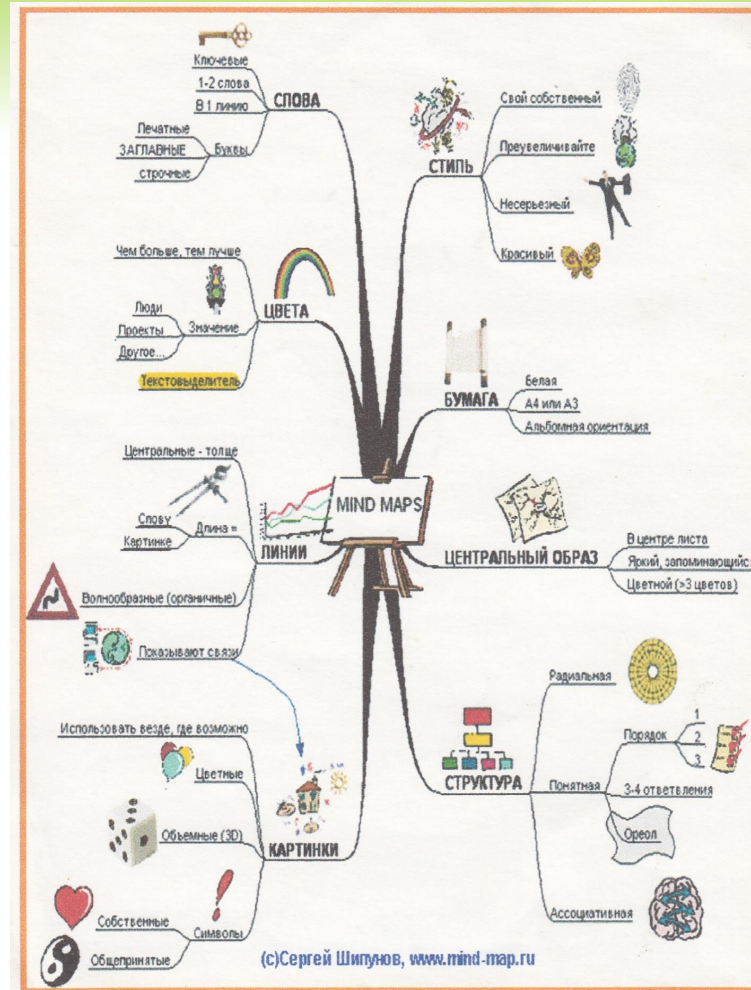 Ключевые
1-2 слова
В 1 линию
СЛОВА
Печатные
ЗАГЛАВНЫЕ
строчные
Буквы
Чем больше, тем лучше
ЦВЕТА
Люди
Проекты
Другое...
Значение
Текстовыделитель
Центральные - толще
Слову
Картинке
Длина =
ЛИНИИ
Волнообразные (органичные)
Показывают связи
Использовать везде, где возможно
Цветные
Объемные (3D)
КАРТИНКИ
Собственные
Общепринятые
Символы
MIND MAPS
СТИЛЬ
Свой собственный
Преувеличивайте
Несерьезный
Красивый
БУМАГА
Белая
А4 или А3
Альбомная ориентация
ЦЕНТРАЛЬНЫЙ ОБРАЗ
В центре листа
Яркий, запоминающийс
Цветной (>3 цветов)
СТРУКТУРА
Радиальная
Понятная
Порядок
1
2
3
3-4 ответвления
Ореол
Ассоциативная
(c)Сергей Шипунов, www.mind-map.ru